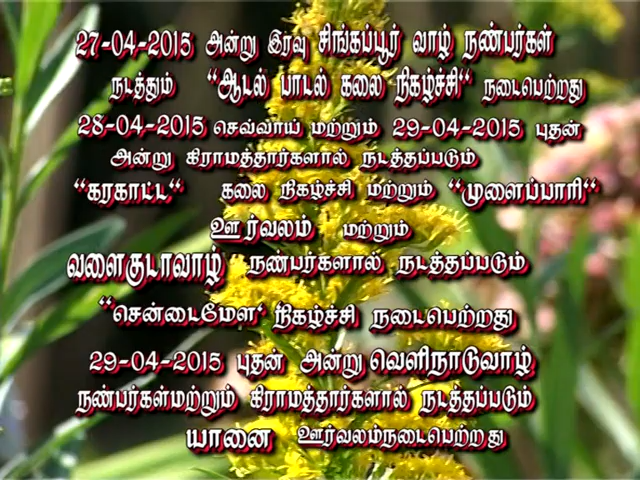 27-04-2015 அன்று இரவு சிங்கப்பூர் வாழ் நண்பர்கள்
நடத்தும் "ஆடல் பாடல் கலை நிகழ்ச்சி" நடைபெற்றது
28-04-2015 செவ்வாய் மற்றும் 29-04-2015 புதன்
அன்று கிராமத்தார்களால் நடத்தப்படும்
"கரகாட்ட" கலை நிகழ்ச்சி மற்றும் "முளைப்பாரி"
ஊர்வலம் மற்றும்
வளைகுடாவாழ் நண்பர்களால் நடத்தப்படும்
"சென்டைமேள' நிகழ்ச்சி நடைபெற்றது
29-04-2015 புதன் அன்று வெளிநாடுவாழ்
நண்பர்கள்மற்றும் கிராமத்தார்களால் நடத்தப்படும்
யானை ஊர்வலம்நடைபெற்றது